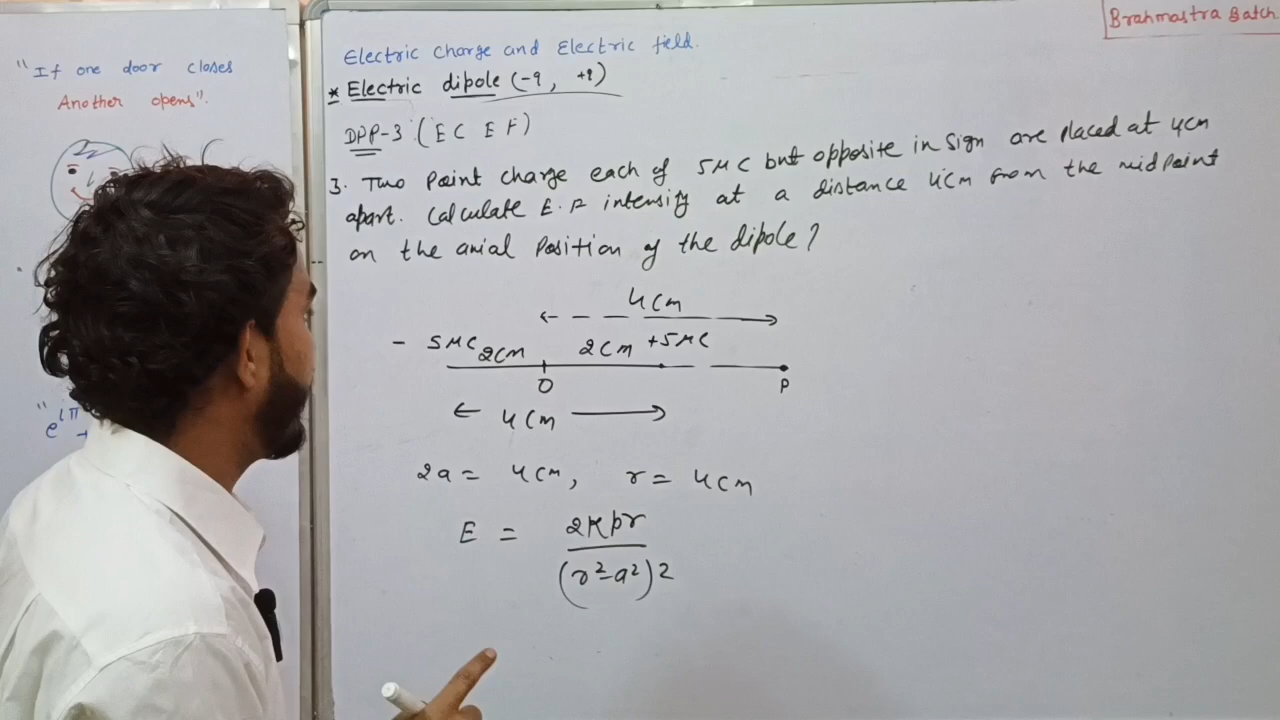 "If one door closes
Another opens".
"e^iπ +
Brahmastra Batch
Electric Charge and Electric field.
* Electric dipole (-q, +q)
DPP-3 (E C E F)
3. Two Point charge each of 5μC but opposite in sign are placed at 4cm
apart. Calculate E.F intensity at a distance 4cm from the midpoint
on the axial Position of the dipole?
4cm
- 5μC 2cm 2cm +5μC
O P
4cm
2a = 4cm, r = 4cm
E = 2kpr / (r²-a²)2